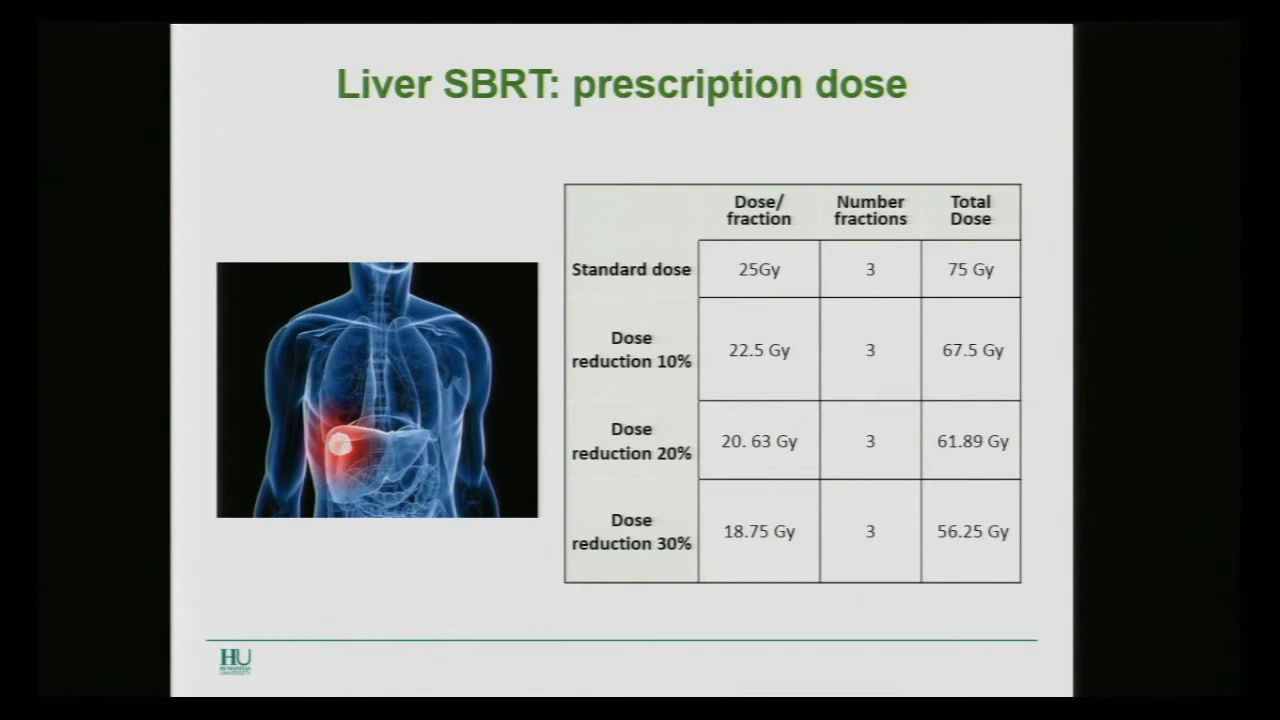 Liver SBRT: prescription dose
Dose/ Number Total
fraction fractions Dose
Standard dose 25Gy 3 75 Gy
Dose
reduction 10% 22.5 Gy 3 67.5 Gy
Dose
reduction 20% 20. 63 Gy 3 61.89 Gy
Dose
reduction 30% 18.75 Gy 3 56.25 Gy
HU
HUMANITAS
UNIVERSITY